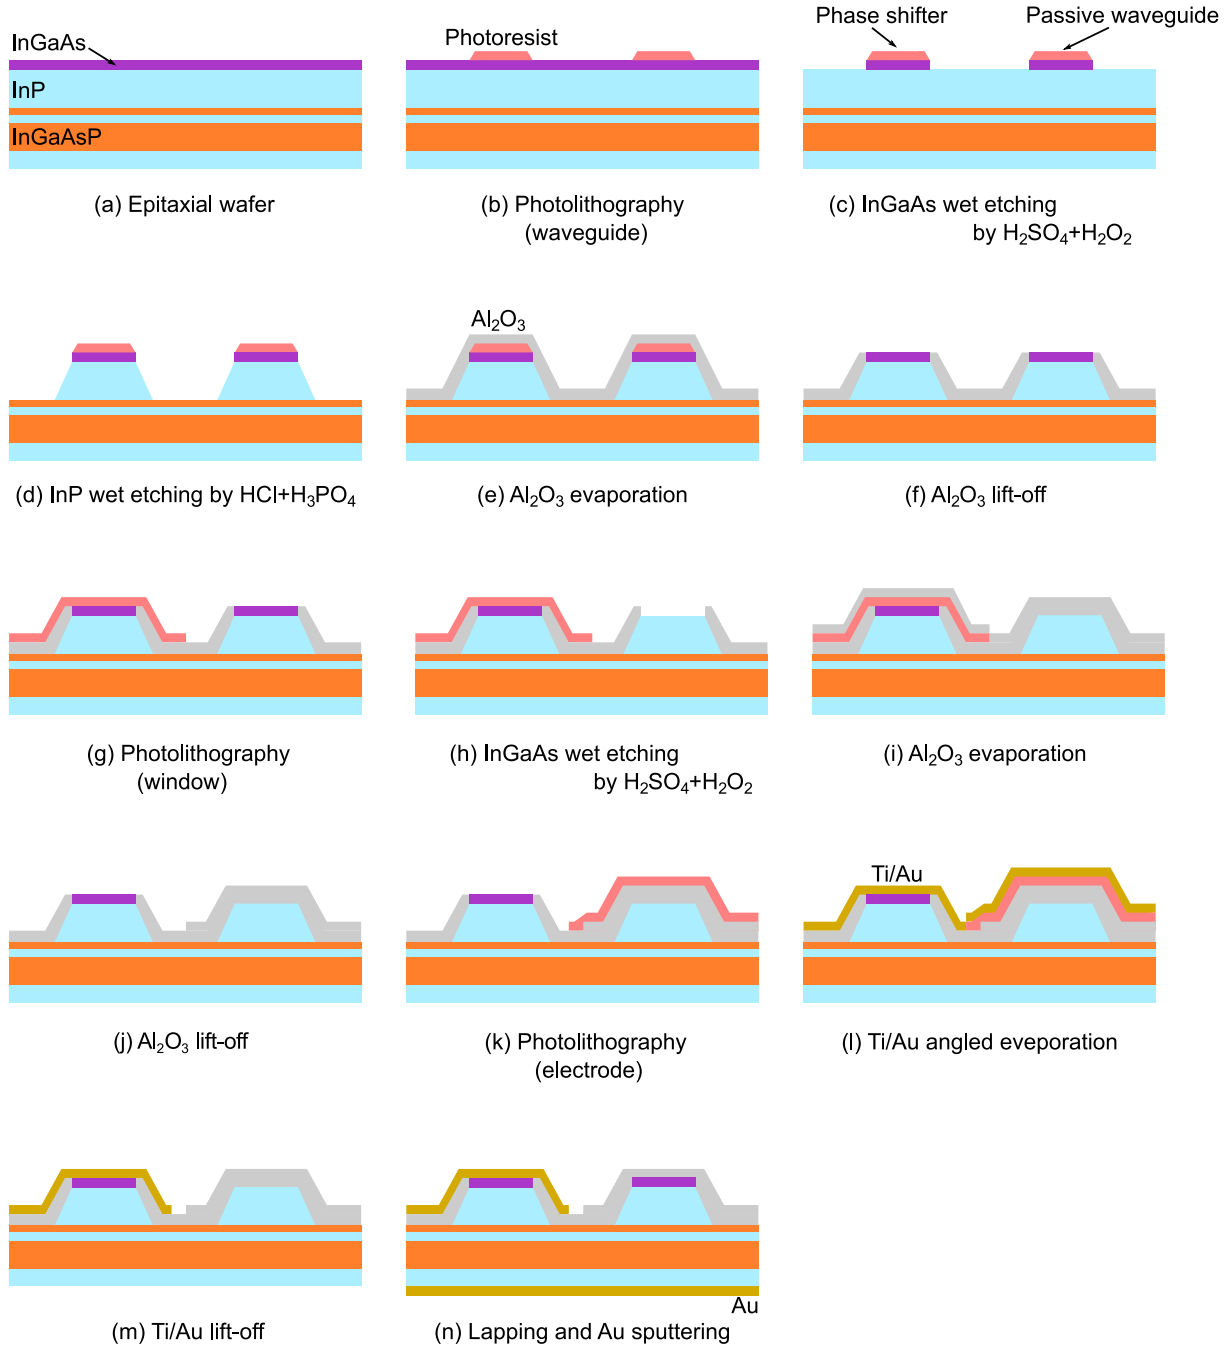 Phase shifter
Passive waveguide
InGaAs
Photoresist
InP
InGaAsP
(a) Epitaxial wafer
(b) Photolithography
(waveguide)
(c) InGaAs wet etching
by H₂SO₄+H₂O₂
Al₂O₃
(d) InP wet etching by HCl+H₃PO₄
(e) Al₂O₃ evaporation
(f) Al₂O₃ lift-off
(g) Photolithography
(window)
(h) InGaAs wet etching
by H₂SO₄+H₂O₂
(i) Al₂O₃ evaporation
Ti/Au
(j) Al₂O₃ lift-off
(k) Photolithography
(electrode)
(l) Ti/Au angled eveporation
Au
(m) Ti/Au lift-off
(n) Lapping and Au sputtering